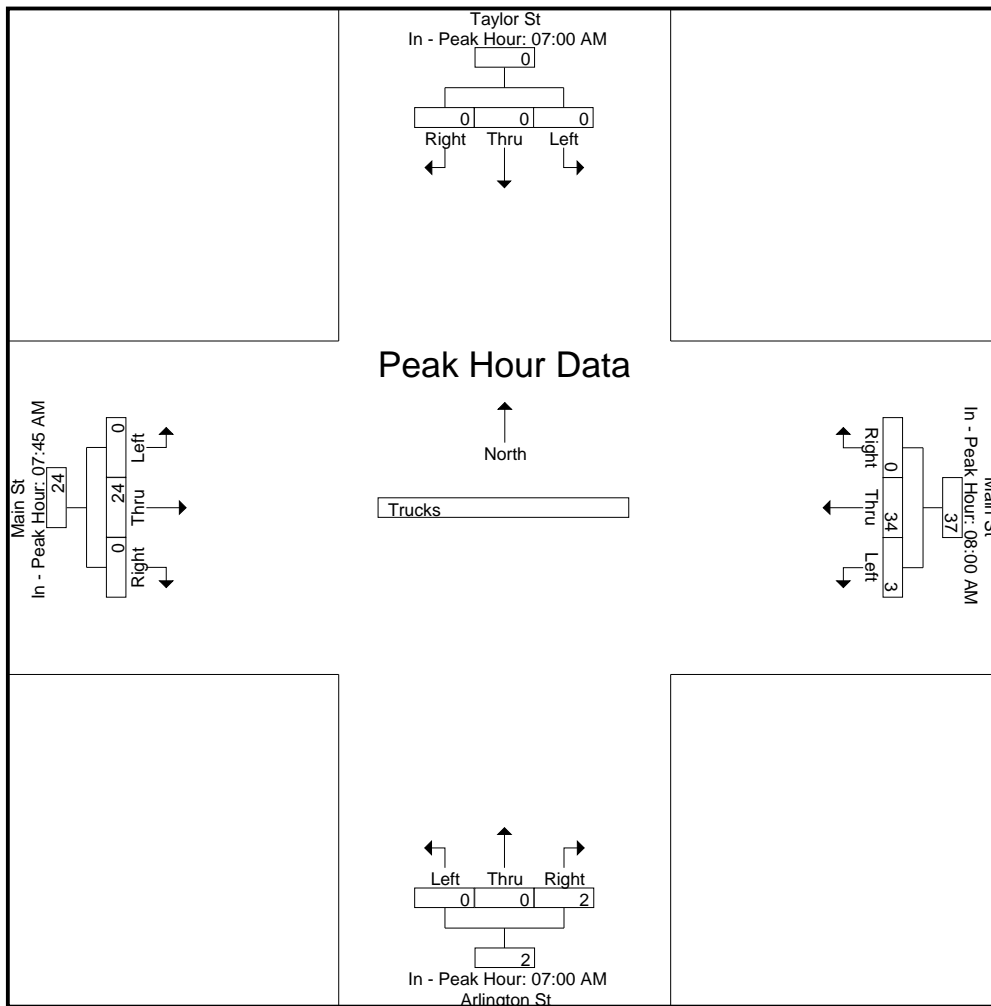 Taylor St
In - Peak Hour: 07:00 AM
0
0 0 0
Right Thru Left
Peak Hour Data
North
Trucks
Main St
In - Peak Hour: 07:45 AM
24
0 24 0
Left Thru Right
Right Thru Left
0 34 3
37
In - Peak Hour: 08:00 AM
Main St
Left Thru Right
0 0 2
2
In - Peak Hour: 07:00 AM
Arlington St